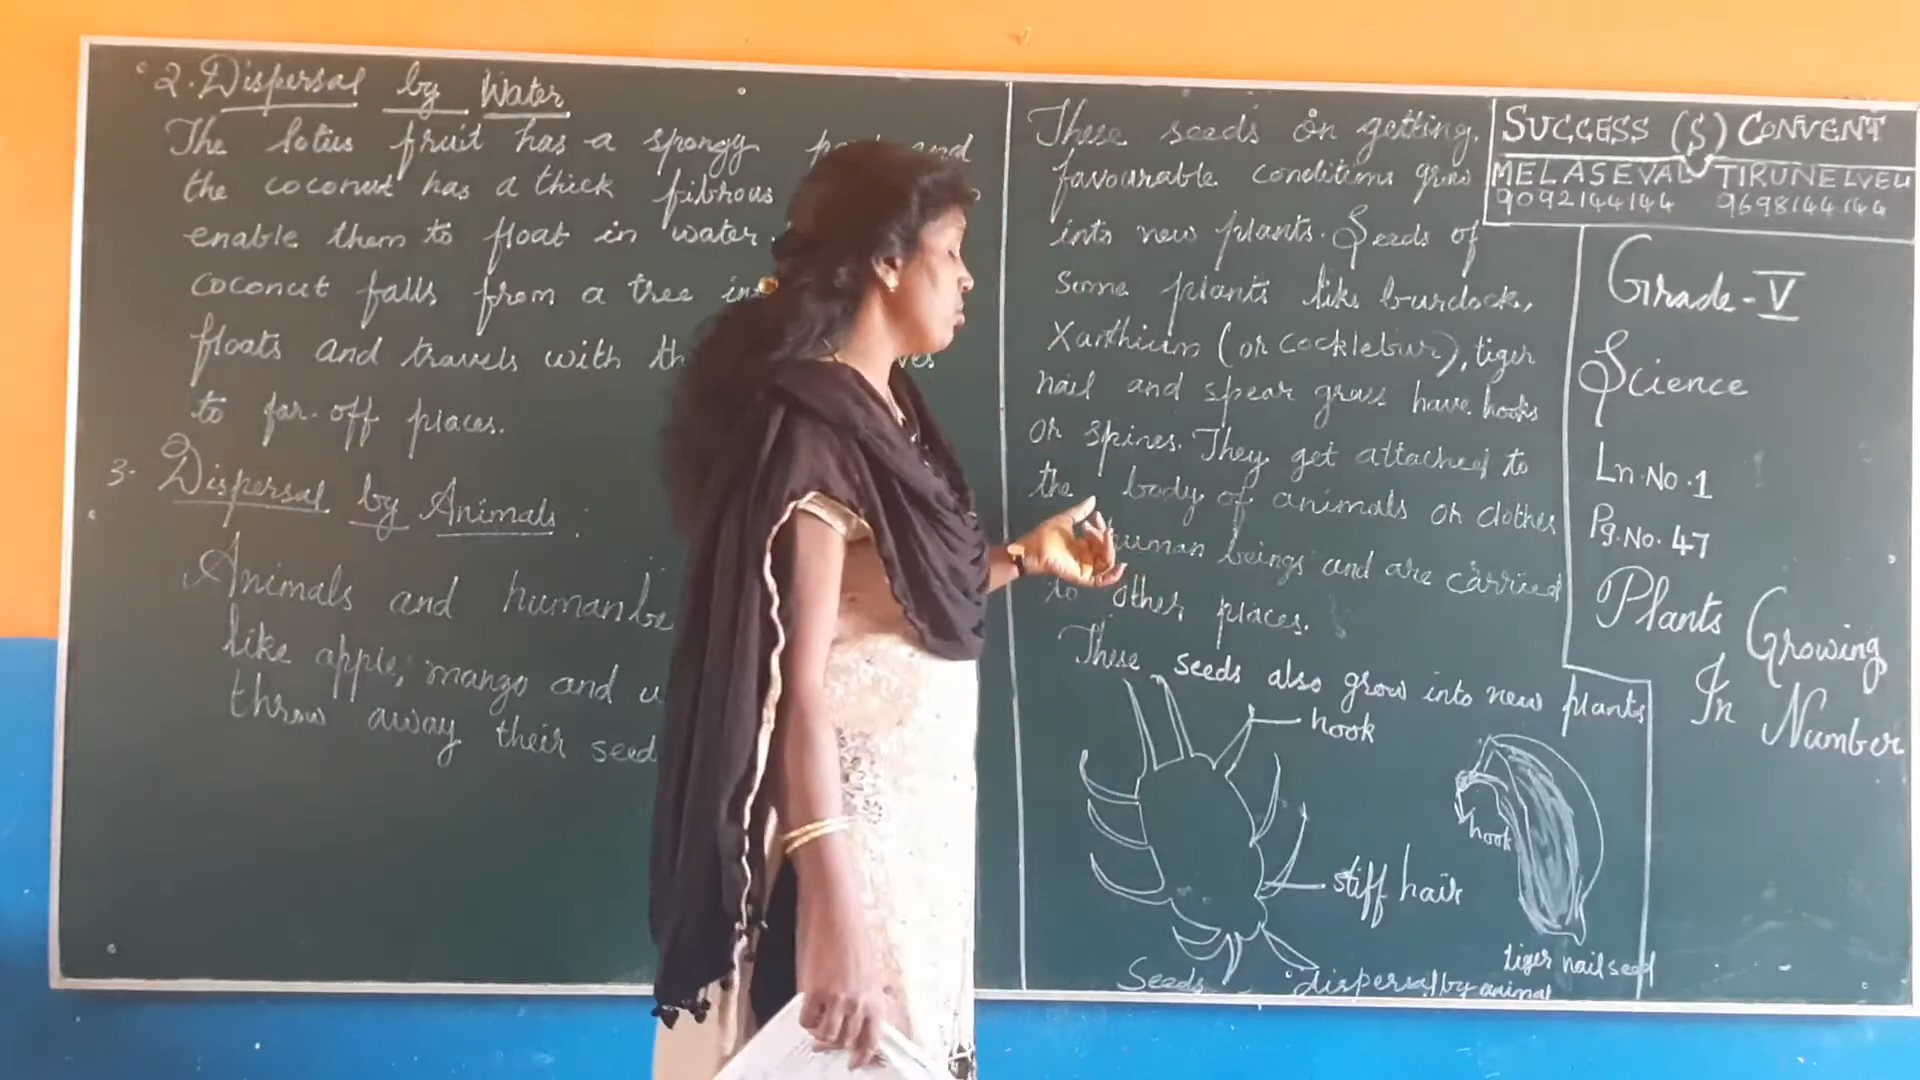 2. Dispersal by Water
The lotus fruit has a spongy and
the coconut has a thick fibrous
enable them to float in water.
coconut falls from a tree
floats and travels with
to far-off places.
3. Dispersal by Animals :
Animals and human
like apple, mango and
throw away their seed
These seeds on getting
favourable conditions grow
into new plants. Seeds of
some plants like burdock,
Xanthium (or cocklebur), tiger
nail and spear grass have hooks
or spines. They get attached to
the body of animals or clothes
human beings and are carried
to other places.
These seeds also grow into new plants
hook
stiff hair
Seeds dispersal by animal
hook
tiger nail seed
SUCCESS (S) CONVENT
MELASEVAL TIRUNELVELI
9092144144 9698144144
Grade - V
Science
Ln. No. 1
Pg. No. 47
Plants Growing
In Number